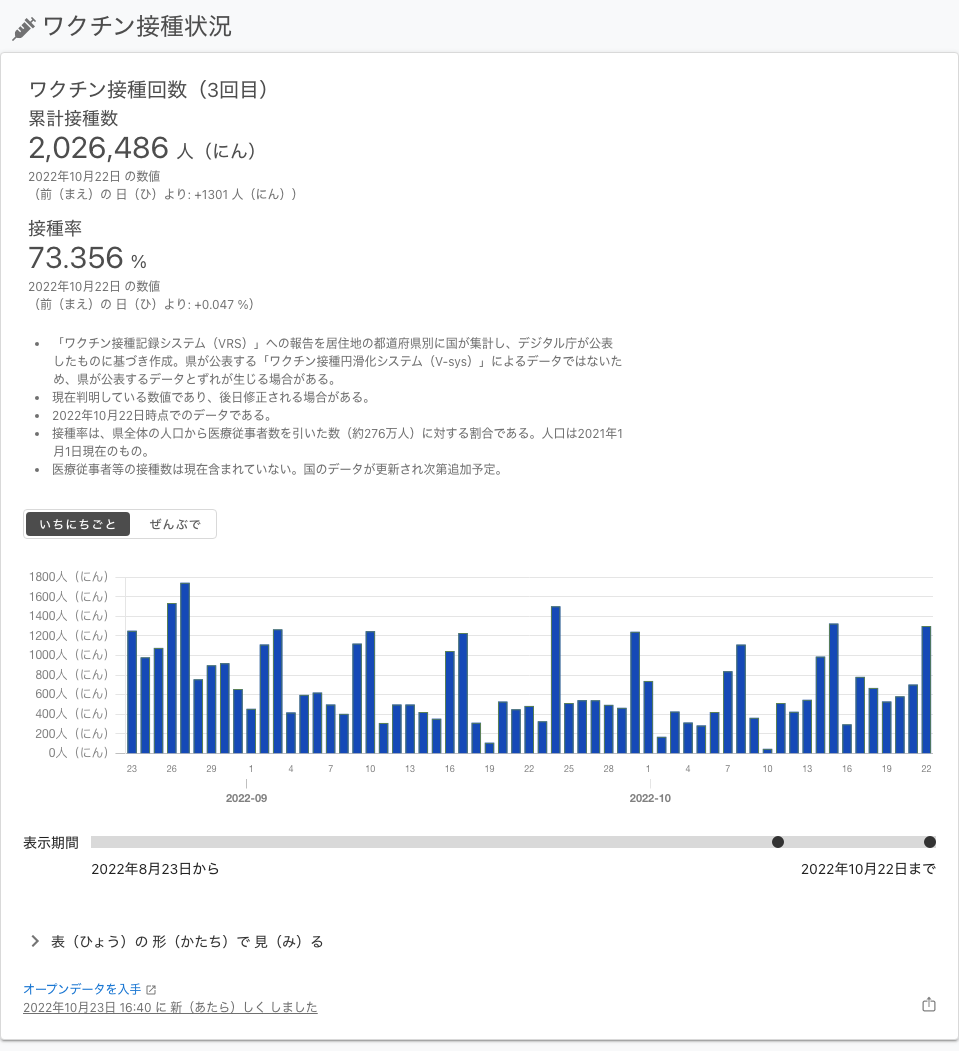 ワクチン接種状況
ワクチン接種回数（3回目）
累計接種数
2,026,486 人（にん）
2022年10月22日 の数値
（前（まえ）の 日（ひ）より: +1301 人（にん））
接種率
73.356 %
2022年10月22日 の数値
（前（まえ）の 日（ひ）より: +0.047 %）
• 「ワクチン接種記録システム（VRS）」への報告を居住地の都道府県別に国が集計し、デジタル庁が公表
したものに基づき作成。県が公表する「ワクチン接種円滑化システム（V-sys）」によるデータではないた
め、県が公表するデータとずれが生じる場合がある。
• 現在判明している数値であり、後日修正される場合がある。
• 2022年10月22日時点でのデータである。
• 接種率は、県全体の人口から医療従事者数を引いた数（約276万人）に対する割合である。人口は2021年1
月1日現在のもの。
• 医療従事者等の接種数は現在含まれていない。国のデータが更新され次第追加予定。
いちにちごと ぜんぶで
1800人（にん）
1600人（にん）
1400人（にん）
1200人（にん）
1000人（にん）
800人（にん）
600人（にん）
400人（にん）
200人（にん）
0人（にん）
23 26 29 1 4 7 10 13 16 19 22 25 28 1 4 7 10 13 16 19 22
2022-09 2022-10
表示期間
2022年8月23日から 2022年10月22日まで
表（ひょう）の 形（かたち）で 見（み）る
オープンデータを入手
2022年10月23日 16:40 に 新（あたら）しく しました